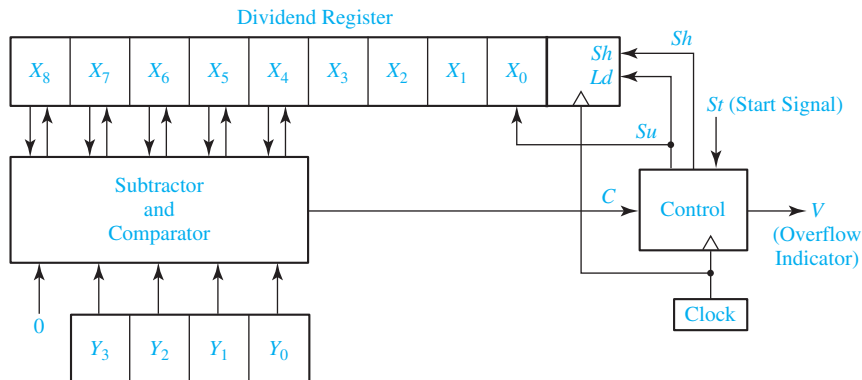 Dividend Register
X8 X7 X6 X5 X4 X3 X2 X1 X0
Sh
Ld
Sh
St (Start Signal)
Su
Subtractor
and
Comparator
C
Control
V
(Overflow
Indicator)
0
Y3 Y2 Y1 Y0
Clock